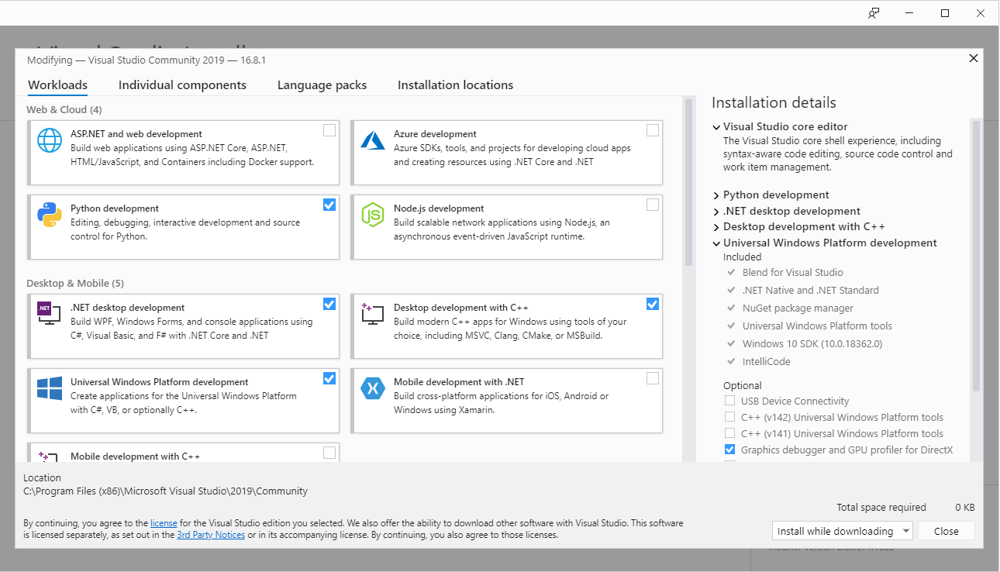 Modifying — Visual Studio Community 2019 — 16.8.1
Workloads
Individual components
Language packs
Installation locations
Web & Cloud (4)
ASP.NET and web development
Build web applications using ASP.NET Core, ASP.NET,
HTML/JavaScript, and Containers including Docker support.
Azure development
Azure SDKs, tools, and projects for developing cloud apps
and creating resources using .NET Core and .NET
Python development
Editing, debugging, interactive development and source
control for Python.
JS
Node.js development
Build scalable network applications using Node.js, an
asynchronous event-driven JavaScript runtime.
Desktop & Mobile (5)
.NET
.NET desktop development
Build WPF, Windows Forms, and console applications using
C#, Visual Basic, and F# with .NET Core and .NET
Desktop development with C++
Build modern C++ apps for Windows using tools of your
choice, including MSVC, Clang, CMake, or MSBuild.
Universal Windows Platform development
Create applications for the Universal Windows Platform
with C#, VB, or optionally C++.
Mobile development with .NET
Build cross-platform applications for iOS, Android or
Windows using Xamarin.
Mobile development with C++
Installation details
Visual Studio core editor
The Visual Studio core shell experience, including
syntax-aware code editing, source code control and
work item management.
Python development
.NET desktop development
Desktop development with C++
Universal Windows Platform development
Included
Blend for Visual Studio
.NET Native and .NET Standard
NuGet package manager
Universal Windows Platform tools
Windows 10 SDK (10.0.18362.0)
IntelliCode
Optional
USB Device Connectivity
C++ (v142) Universal Windows Platform tools
C++ (v141) Universal Windows Platform tools
Graphics debugger and GPU profiler for DirectX
Location
C:\Program Files (x86)\Microsoft Visual Studio\2019\Community
Total space required 0 KB
By continuing, you agree to the license for the Visual Studio edition you selected. We also offer the ability to download other software with Visual Studio. This software
is licensed separately, as set out in the 3rd Party Notices or in its accompanying license. By continuing, you also agree to those licenses.
Install while downloading
Close